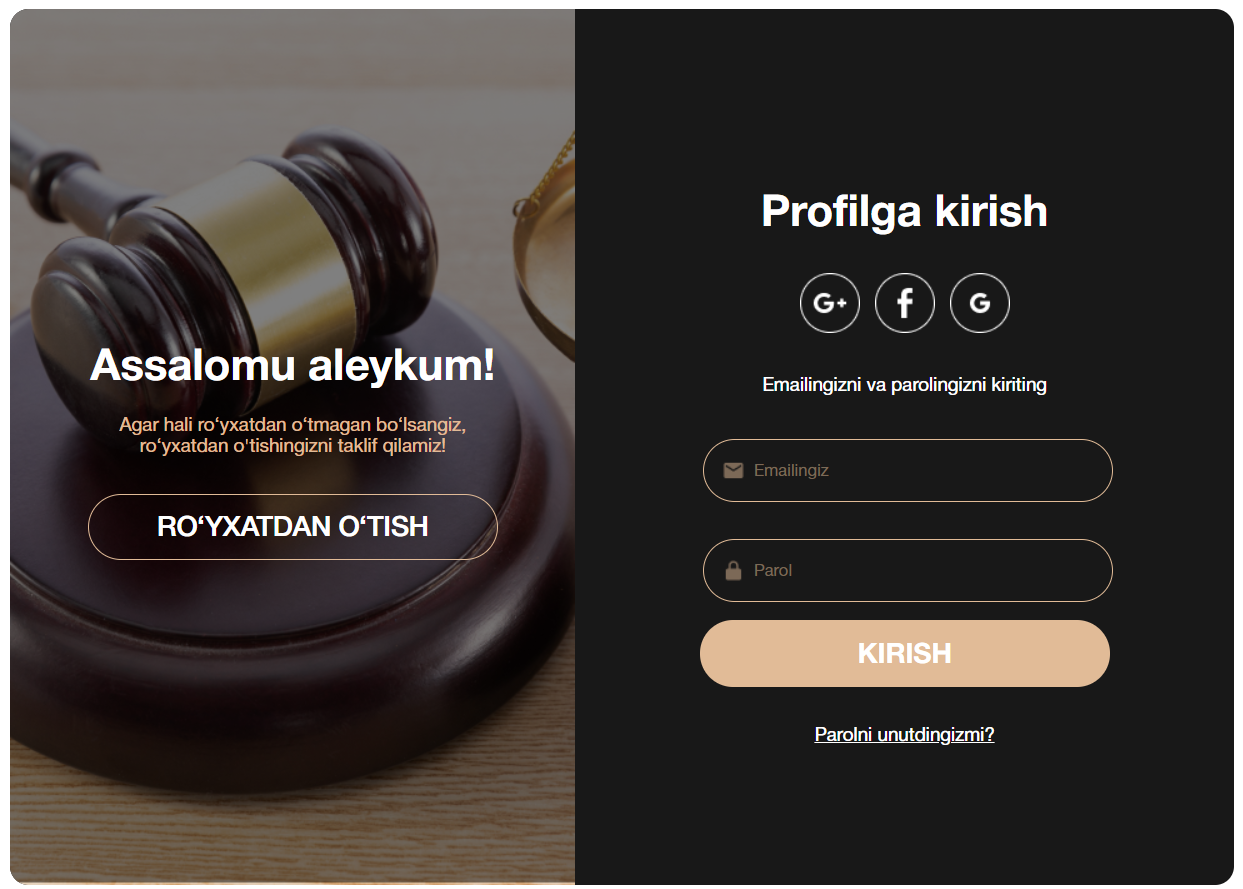 Assalomu aleykum!
Agar hali ro‘yxatdan o‘tmagan bo‘lsangiz,
ro‘yxatdan o'tishingizni taklif qilamiz!
RO‘YXATDAN O‘TISH
Profilga kirish
G+ f G
Emailingizni va parolingizni kiriting
Emailingiz
Parol
KIRISH
Parolni unutdingizmi?